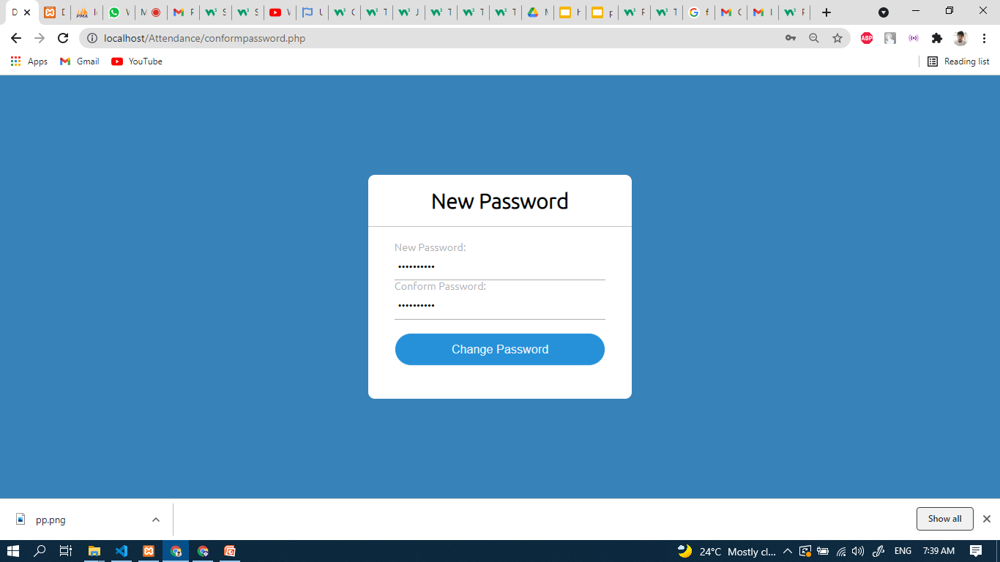 localhost/Attendance/conformpassword.php
Apps Gmail YouTube Reading list
New Password
New Password:
••••••••••
Conform Password:
••••••••••
Change Password
pp.png
Show all
24°C Mostly cl... ENG 7:39 AM